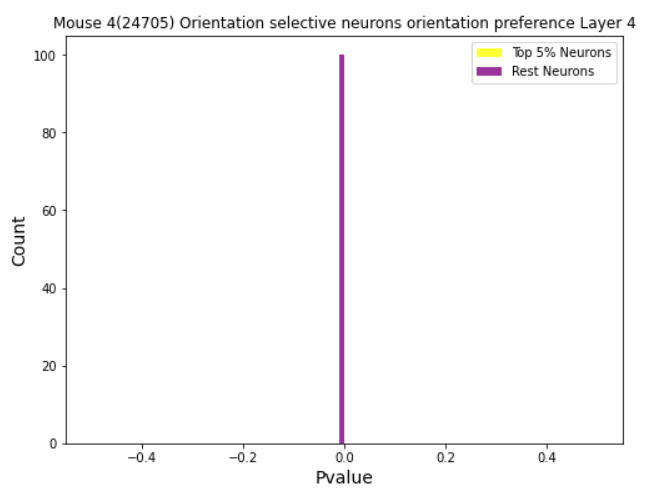 Mouse 4(24705) Orientation selective neurons orientation preference Layer 4
Top 5% Neurons
Rest Neurons
100
80
60
40
20
0
Count
−0.4
−0.2
0.0
0.2
0.4
Pvalue